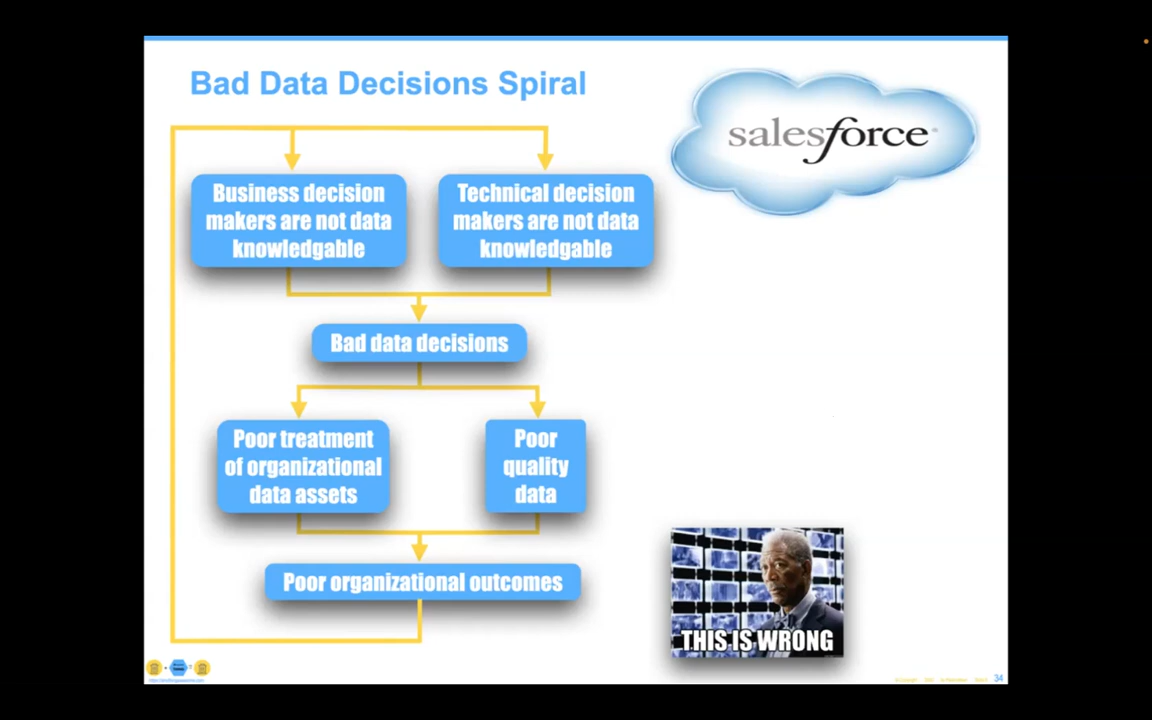 Bad Data Decisions Spiral
salesforce
Business decision
makers are not data
knowledgable
Technical decision
makers are not data
knowledgable
Bad data decisions
Poor treatment
of organizational
data assets
Poor
quality
data
Poor organizational outcomes
THIS IS WRONG
34